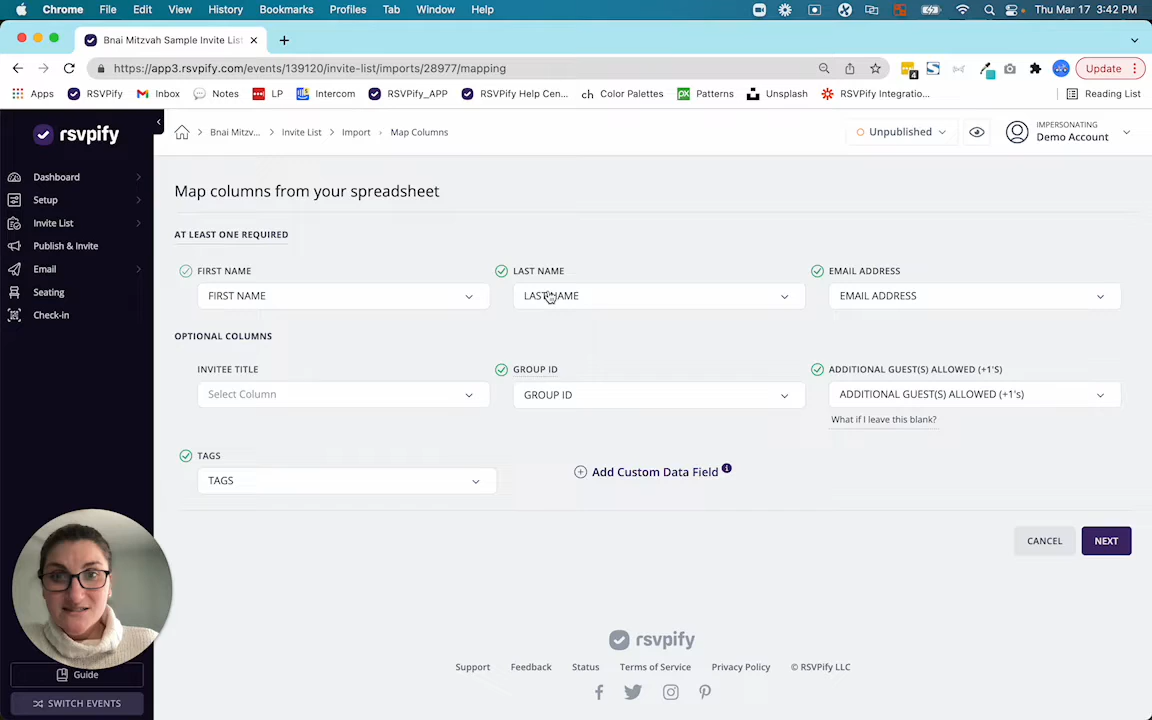 Chrome File Edit View History Bookmarks Profiles Tab Window Help
Thu Mar 17 3:42 PM
Bnai Mitzvah Sample Invite List
https://app3.rsvpify.com/events/139120/invite-list/imports/28977/mapping
4
Update
Apps RSVPify Inbox Notes LP Intercom RSVPify_APP RSVPify Help Cen... ch Color Palettes Patterns Unsplash RSVPify Integratio... Reading List
rsvpify
Bnai Mitzv... > Invite List > Import > Map Columns
Unpublished
IMPERSONATING
Demo Account
Dashboard
Setup
Invite List
Publish & Invite
Email
Seating
Check-in
Guide
SWITCH EVENTS
Map columns from your spreadsheet
AT LEAST ONE REQUIRED
FIRST NAME LAST NAME EMAIL ADDRESS
FIRST NAME LAST NAME EMAIL ADDRESS
OPTIONAL COLUMNS
INVITEE TITLE GROUP ID ADDITIONAL GUEST(S) ALLOWED (+1'S)
Select Column GROUP ID ADDITIONAL GUEST(S) ALLOWED (+1's)
What if I leave this blank?
TAGS
TAGS
Add Custom Data Field
CANCEL NEXT
rsvpify
Support Feedback Status Terms of Service Privacy Policy © RSVPify LLC